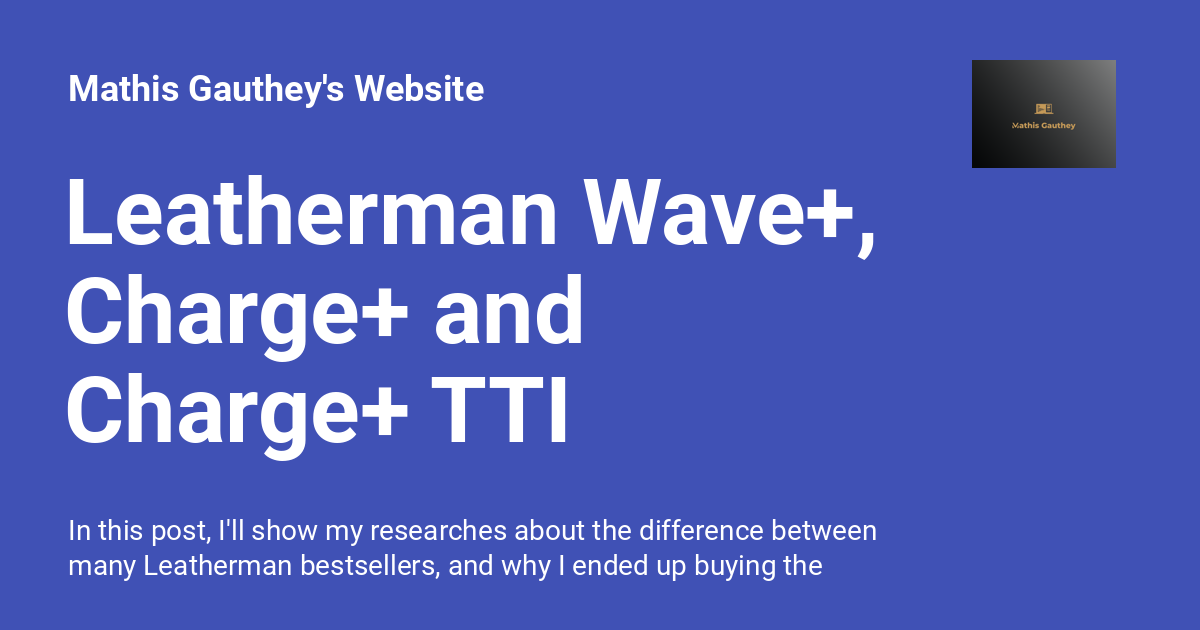 Mathis Gauthey's Website
Mathis Gauthey
Leatherman Wave+,
Charge+ and
Charge+ TTI
In this post, I'll show my researches about the difference between
many Leatherman bestsellers, and why I ended up buying the